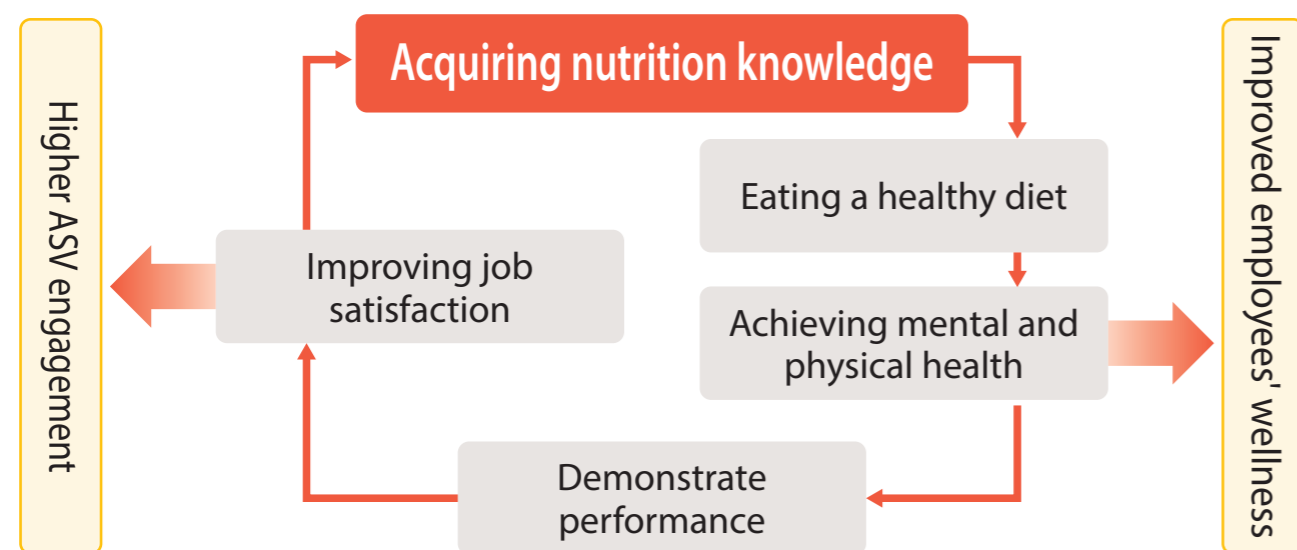 Acquiring nutrition knowledge
Eating a healthy diet
Achieving mental and
physical health
Demonstrate
performance
Improving job
satisfaction
Higher ASV engagement
Improved employees' wellness